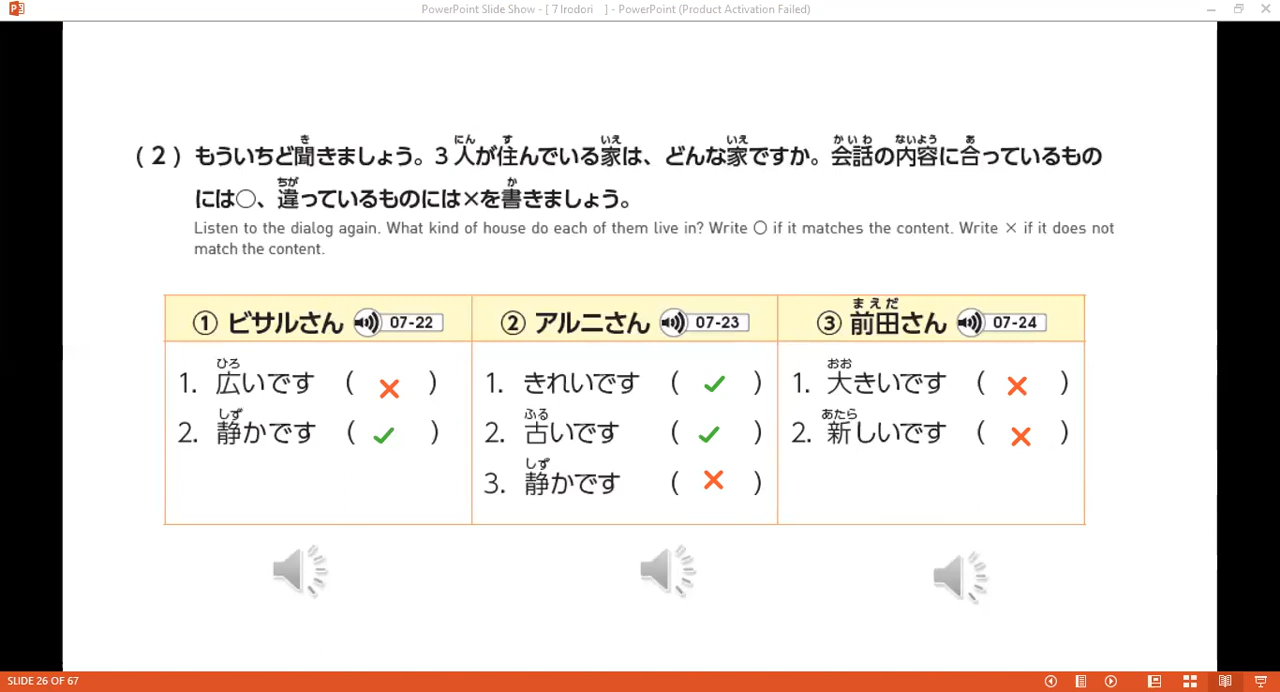 PowerPoint Slide Show - [ 7 Irodori ] - PowerPoint (Product Activation Failed)
(2) もういちど聞きましょう。3人が住んでいる家は、どんな家ですか。会話の内容に合っているもの
には○、違っているものには×を書きましょう。
Listen to the dialog again. What kind of house do each of them live in? Write ○ if it matches the content. Write × if it does not
match the content.
① ビサルさん 07-22
1. 広いです ( ✕ )
2. 静かです ( ✓ )
② アルニさん 07-23
1. きれいです ( ✓ )
2. 古いです ( ✓ )
3. 静かです ( ✕ )
③ 前田さん 07-24
1. 大きいです ( ✕ )
2. 新しいです ( ✕ )
SLIDE 26 OF 67